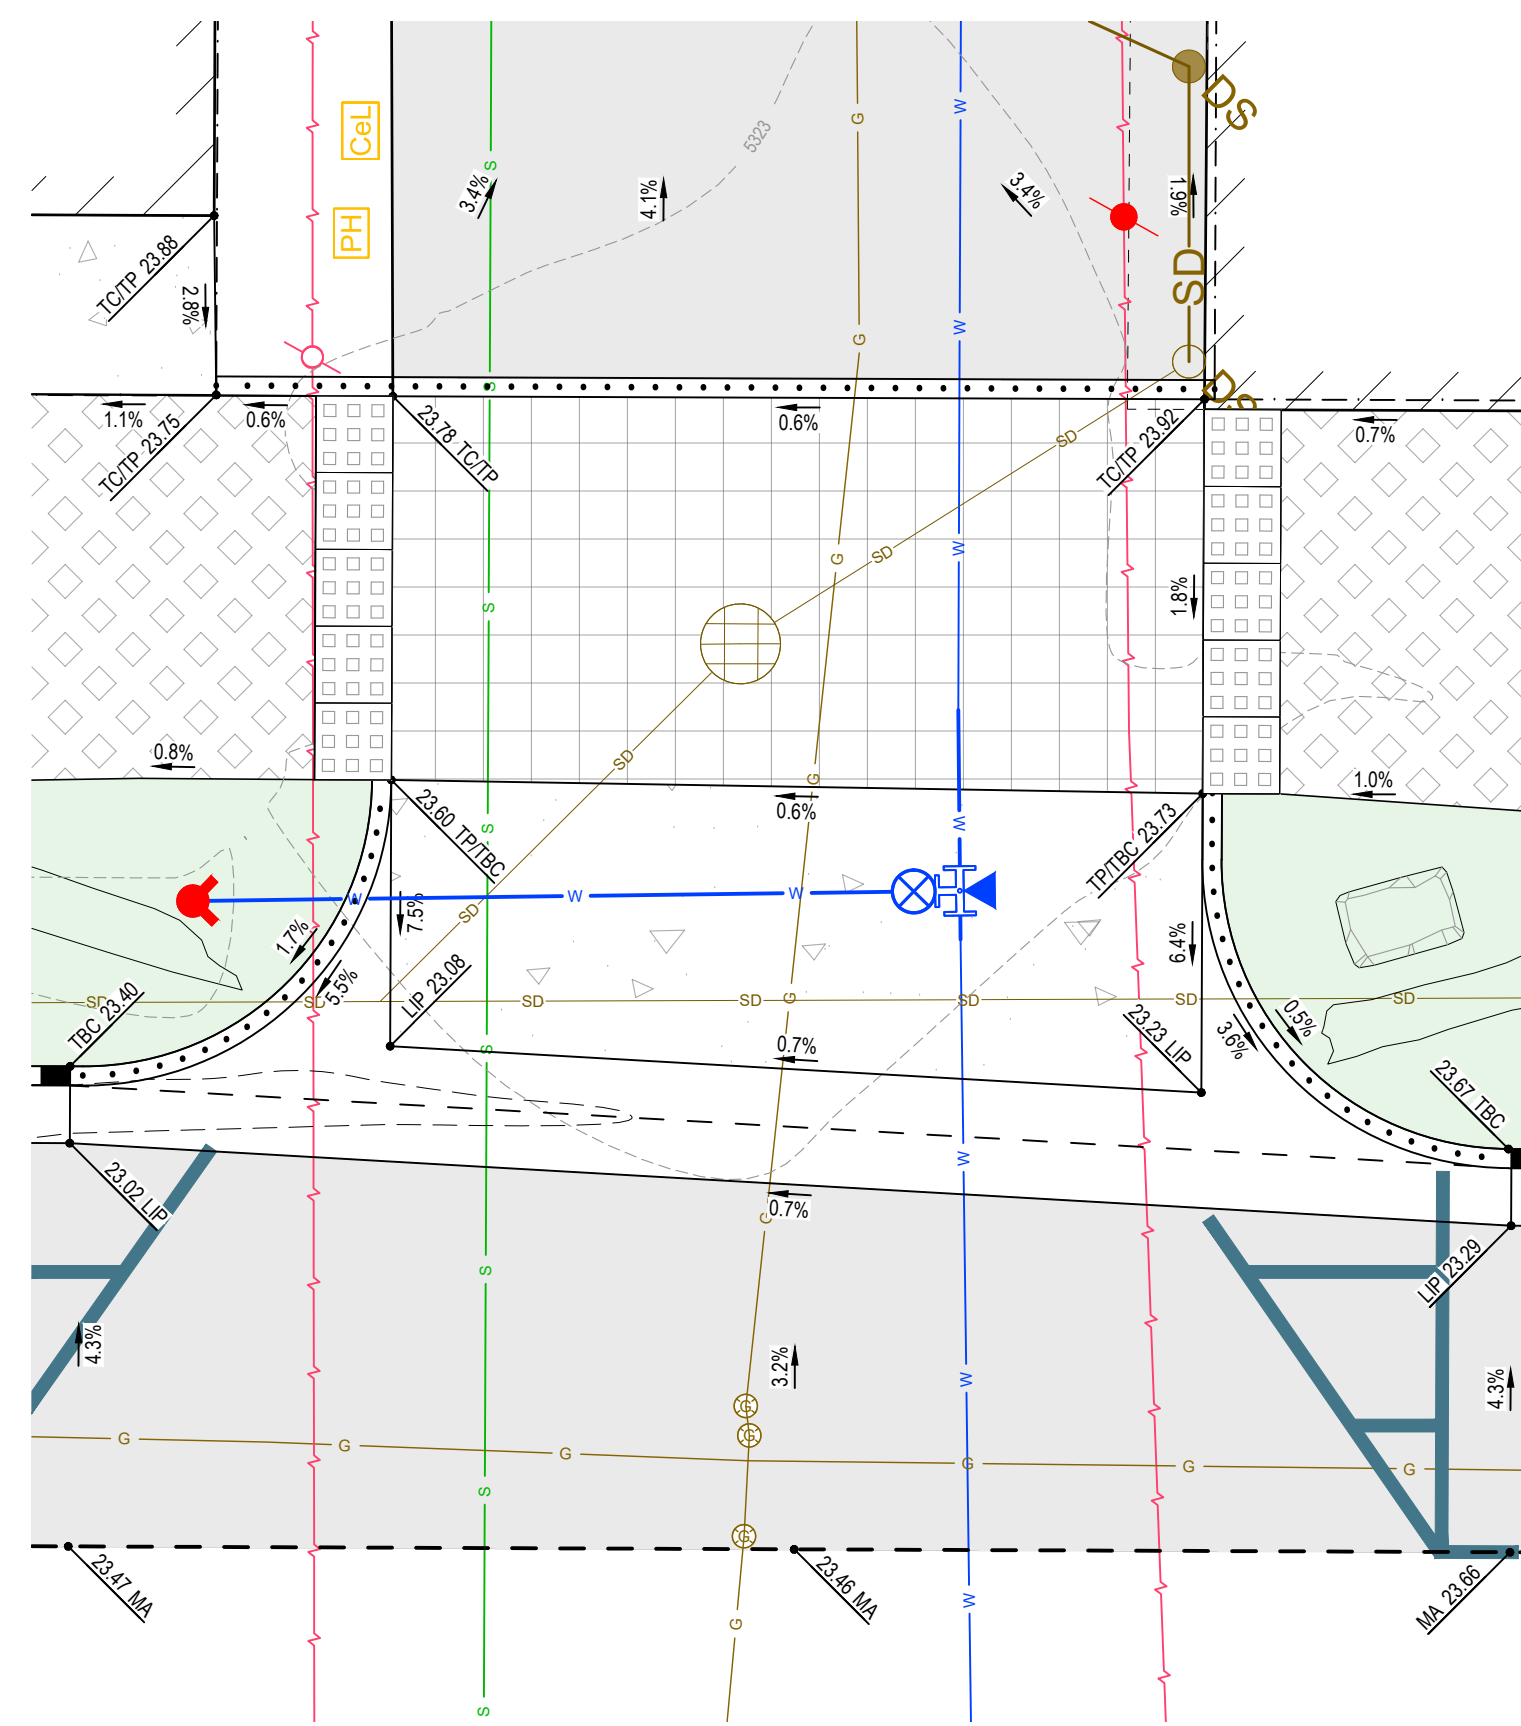 DS
CeL
G
W
5323
S
3.4%
4.1%
3.4%
1.9%
PH
TC/TP 23.88
SD
2.8%
W
G
S
DS
1.1%
0.6%
0.6%
0.7%
TC/TP 23.75
23.78 TC/TP
TC/TP 23.92
SD
SD
W
G
S
1.8%
0.8%
SD
G
1.0%
0.6%
23.60 TP/TBC
TP/TBC 23.73
S
W
W
W
W
7.5%
SD
1.7%
5.5%
6.4%
LIP 23.08
SD
TBC 23.40
SD
SD
SD
G
SD
SD
SD
0.5%
3.6%
23.23 LIP
0.7%
S
23.67 TBC
W
23.02 LIP
0.7%
G
S
LIP 23.29
4.3%
3.2%
W
4.3%
G
G
G
G
G
G
G
G
S
G
23.47 MA
23.46 MA
MA 23.66
W
G
S